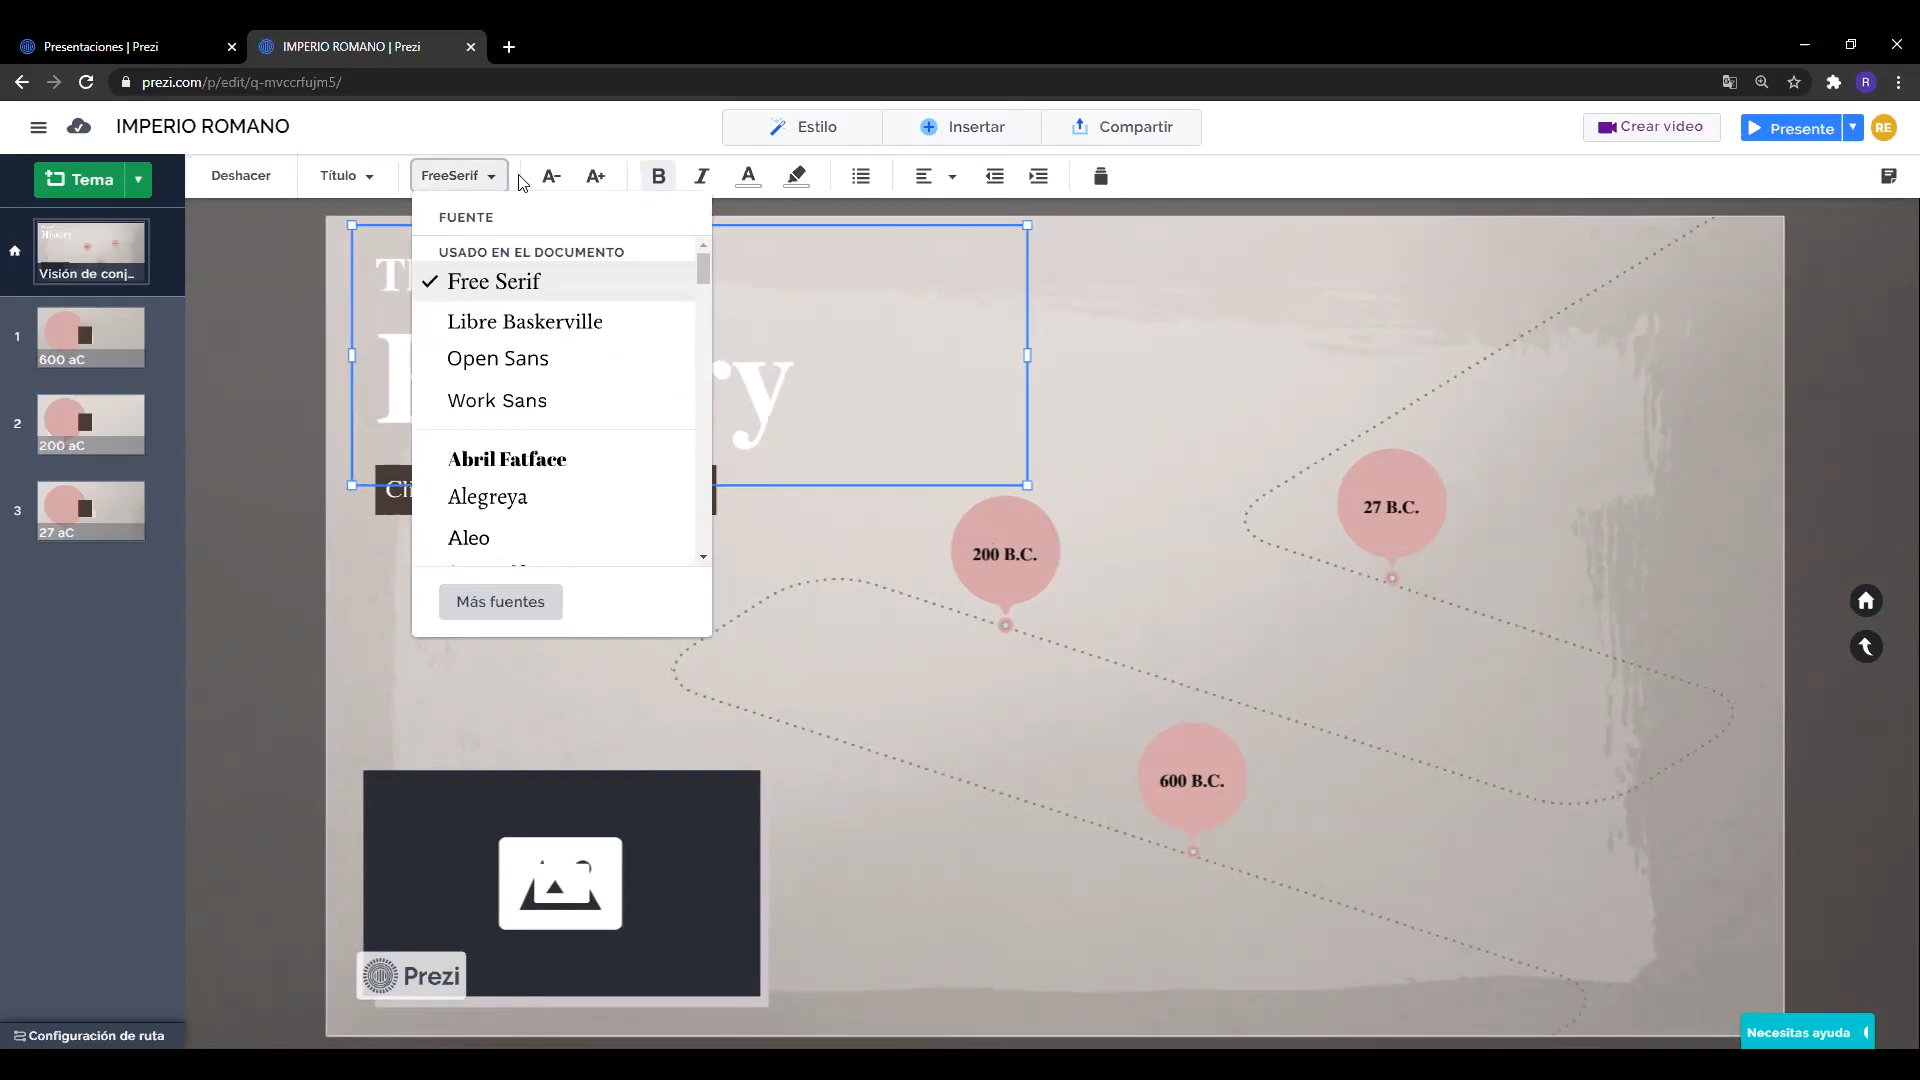 Presentaciones | Prezi
IMPERIO ROMANO | Prezi
prezi.com/p/edit/q-mvccrfujm5/
R
IMPERIO ROMANO
Estilo
Insertar
Compartir
Crear video
Presente
RE
Tema
Deshacer
Título
FreeSerif
A-
A+
B
I
A
FUENTE
USADO EN EL DOCUMENTO
Free Serif
Libre Baskerville
Open Sans
Work Sans
Abril Fatface
Alegreya
Aleo
Más fuentes
History
Visión de conj...
1
600 aC
2
200 aC
3
27 aC
27 B.C.
200 B.C.
600 B.C.
Prezi
Configuración de ruta
Necesitas ayuda